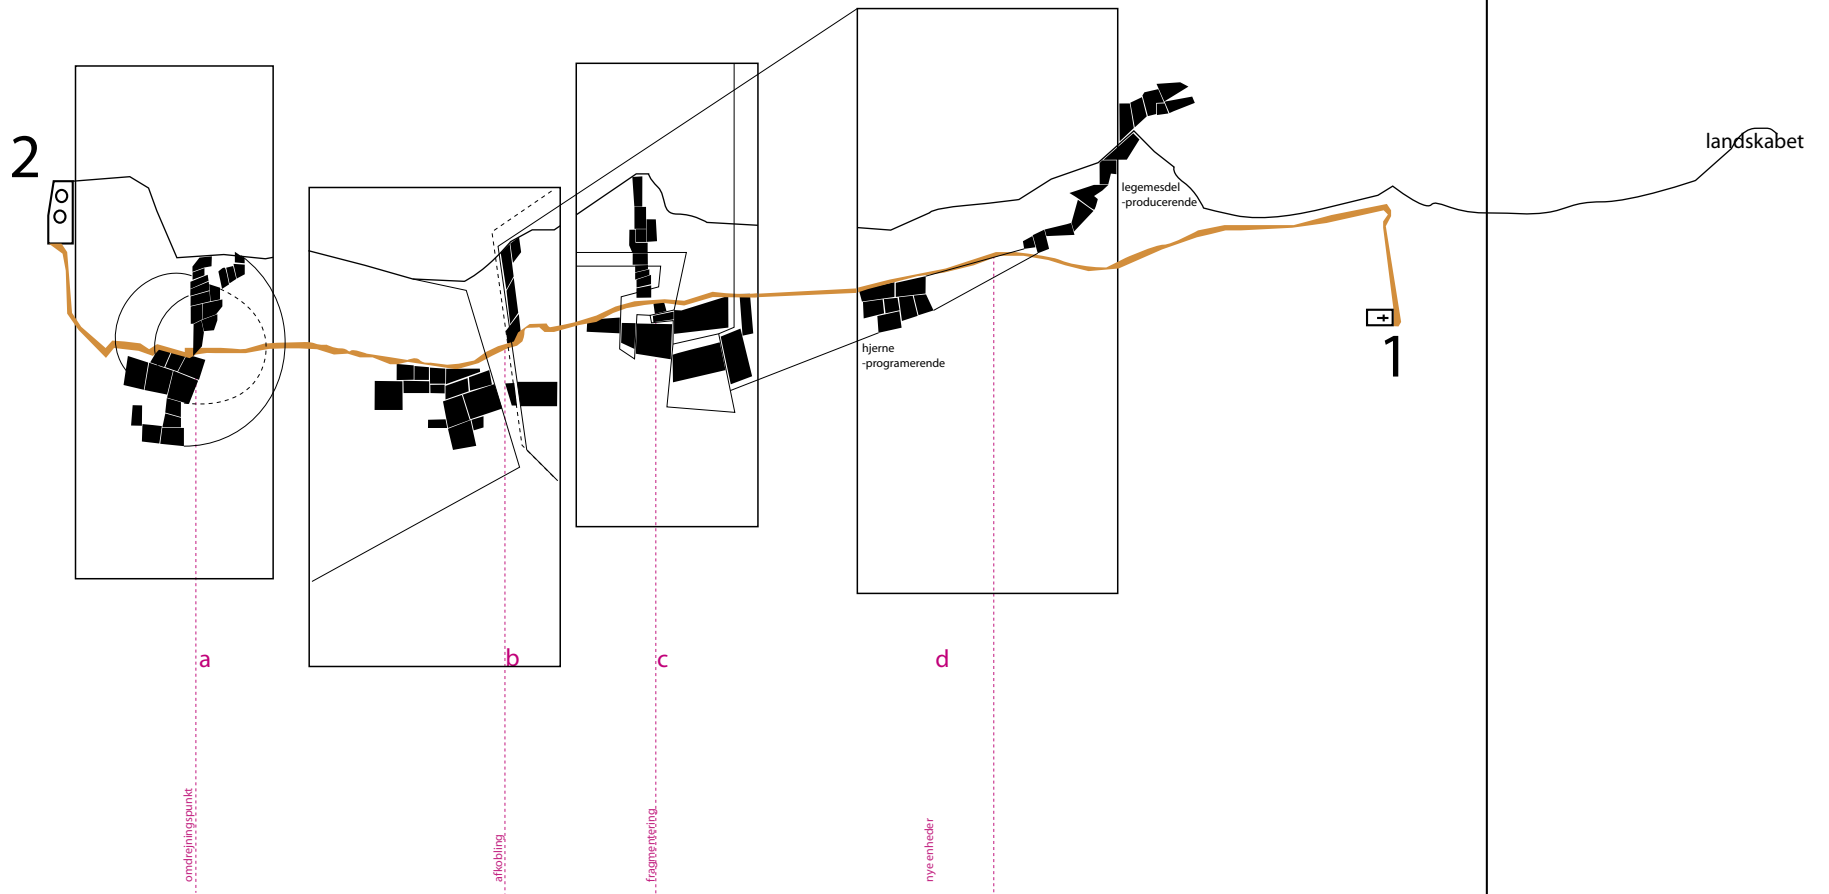 landskabet
2
legemesdel
-producerende
1
hjerne
-programerende
a
b
c
d
omdrejningspunkt
afkobling
fragmentering
nye enheder